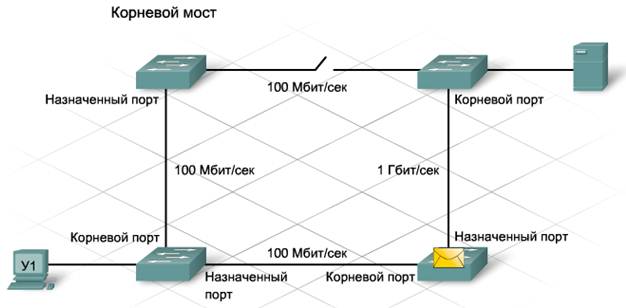 Корневой мост
100 Мбит/сек
Назначенный порт
Корневой порт
100 Мбит/сек
1 Гбит/сек
Корневой порт
Назначенный порт
У1
100 Мбит/сек
Назначенный
порт
Корневой порт